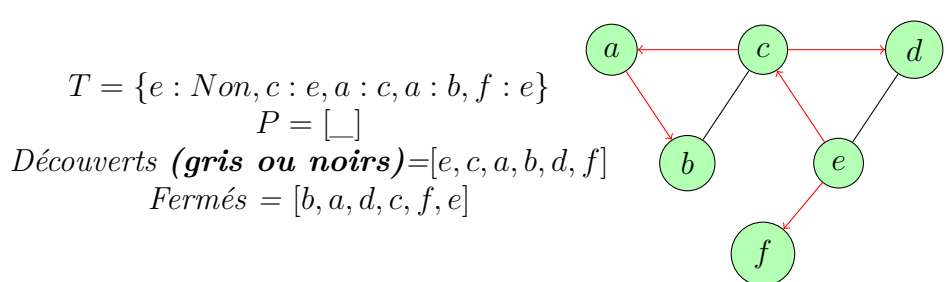 T = {e : Non, c : e, a : c, a : b, f : e}
P = [_]
Découverts (gris ou noirs)=[e, c, a, b, d, f]
Fermés = [b, a, d, c, f, e]
a
c
d
b
e
f